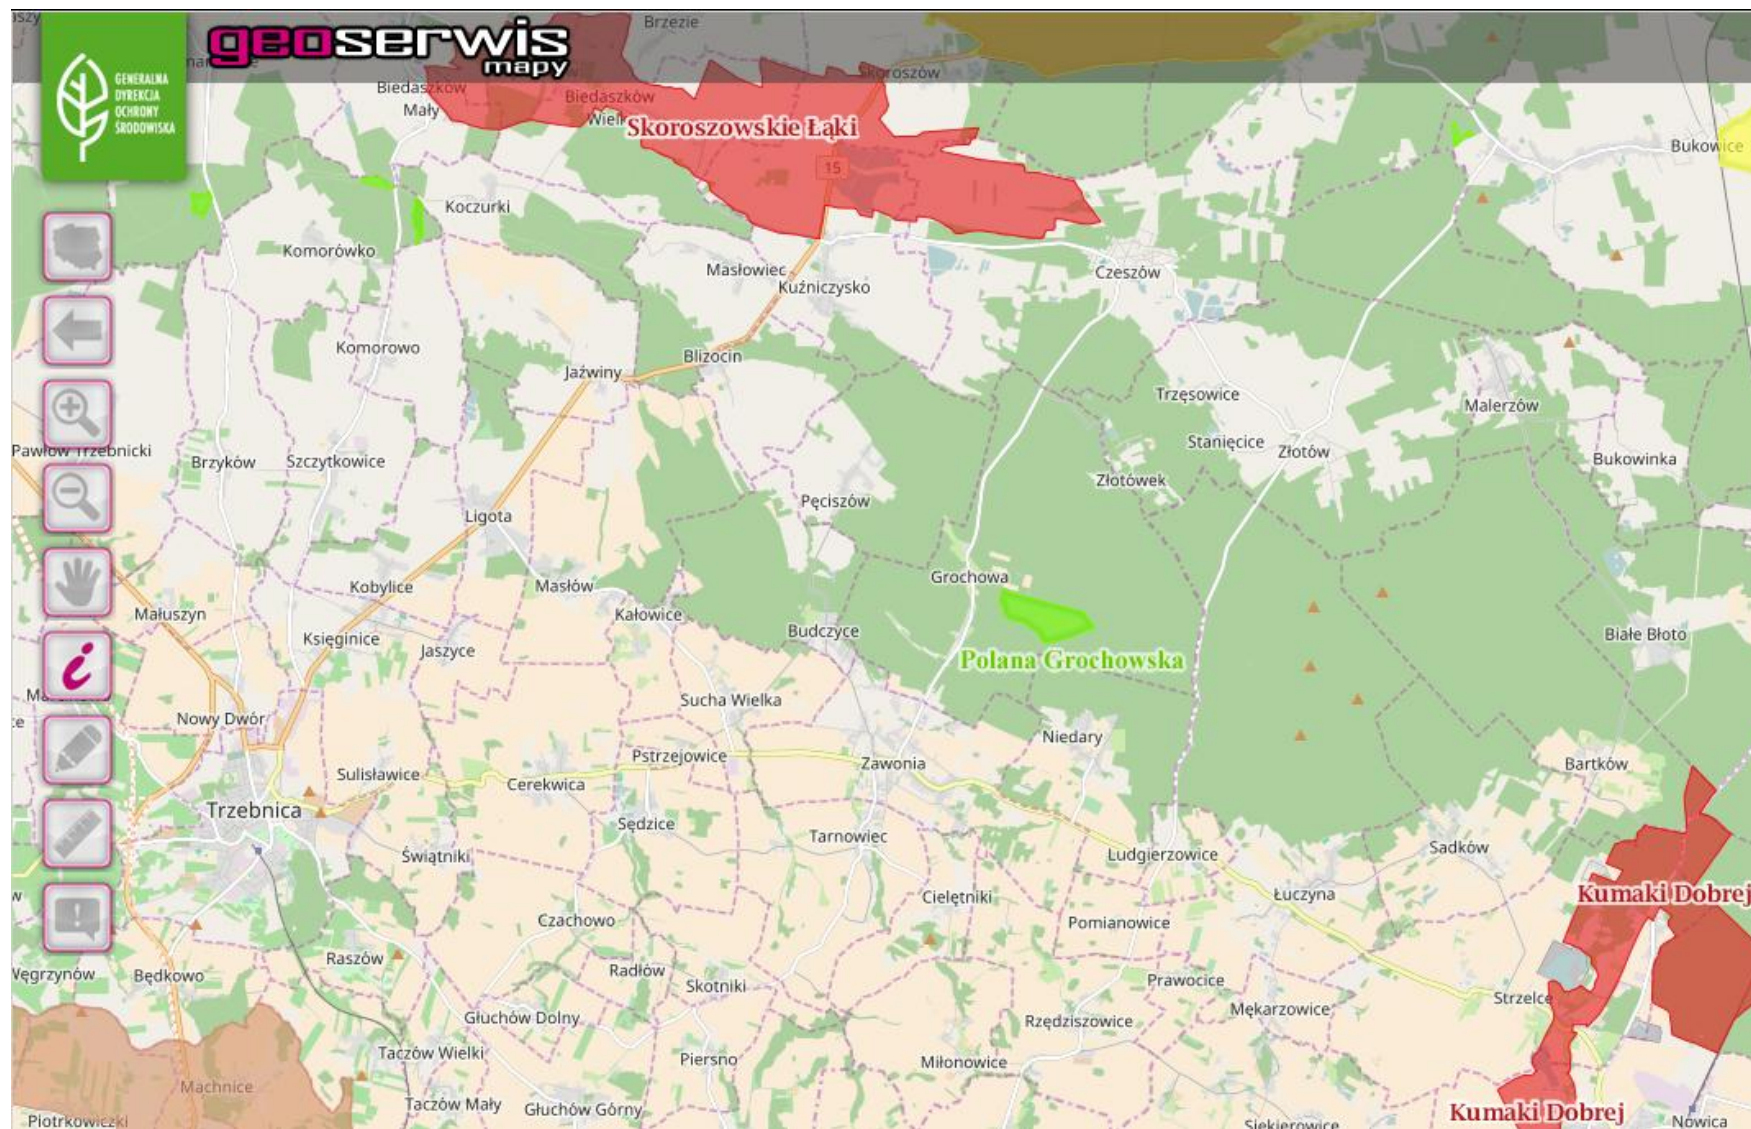 Brzezie
geoserwis
mapy
GENERALNA
DYREKCJA
OCHRONY
ŚRODOWISKA
Skoroszów
Biedaszków
Mały
Biedaszków
Skoroszowskie Łąki
15
Bukowice
Koczurki
Komorówko
Masłowiec
Kuźniczysko
Czeszów
Komorowo
Blizocin
Jaźwiny
Trzęsowice
Malerzów
Stanięcice
Złotów
Pawłów Trzebnicki
Brzyków
Szczytkowice
Bukowinka
Złotówek
Pęciszów
Ligota
Grochowa
Kobylice
Masłów
Małuszyn
Kałowice
Budczyce
Białe Błoto
Księginice
Jaszyce
Polana Grochowska
i
Sucha Wielka
Nowy Dwór
Niedary
Pstrzejowice
Zawonia
Bartków
Sulisławice
Cerekwica
Trzebnica
Sędzice
Tarnowiec
Świątniki
Ludgierzowice
Sadków
Cielętniki
Łuczyna
Kumaki Dobrej
Czachowo
Pomianowice
Raszów
Węgrzynów
Będkowo
Radłów
Skotniki
Prawocice
Strzelce
Mękarzowice
Głuchów Dolny
Rzędziszowice
Taczów Wielki
Piersno
Miłonowice
Machnice
Taczów Mały
Głuchów Górny
Kumaki Dobrej
Piotrkowiczki
Siekierowice
Nowica